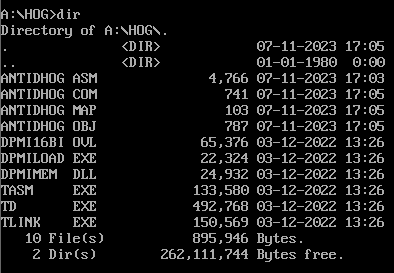 A:\HOG>dir
Directory of A:\HOG\.
. <DIR> 07-11-2023 17:05
.. <DIR> 01-01-1980 0:00
ANTIDHOG ASM 4,766 07-11-2023 17:03
ANTIDHOG COM 741 07-11-2023 17:05
ANTIDHOG MAP 103 07-11-2023 17:05
ANTIDHOG OBJ 787 07-11-2023 17:05
DPMI16BI OVL 65,376 03-12-2022 13:26
DPMILOAD EXE 22,324 03-12-2022 13:26
DPMIMEM DLL 24,932 03-12-2022 13:26
TASM EXE 133,580 03-12-2022 13:26
TD EXE 492,768 03-12-2022 13:26
TLINK EXE 150,569 03-12-2022 13:26
10 File(s) 895,946 Bytes.
2 Dir(s) 262,111,744 Bytes free.